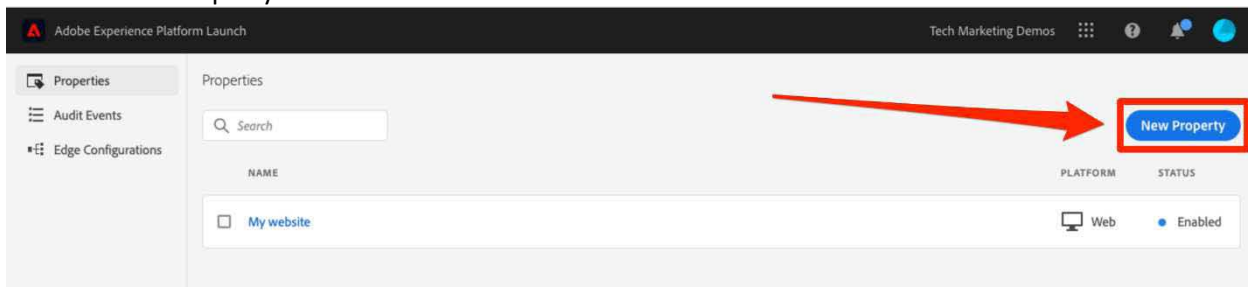 Adobe Experience Platform Launch
Tech Marketing Demos
Properties
Audit Events
Edge Configurations
Properties
Search
New Property
NAME
PLATFORM
STATUS
My website
Web
Enabled